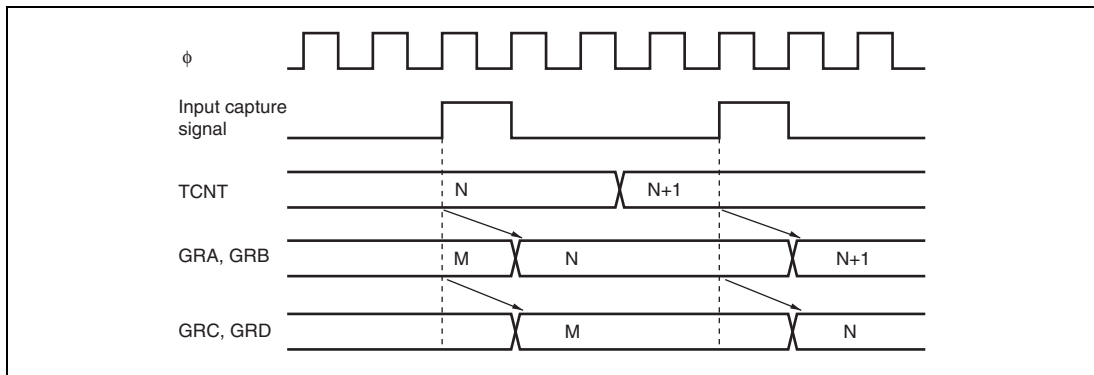 ϕ
Input capture
signal
TCNT N N+1
GRA, GRB M N N+1
GRC, GRD M N